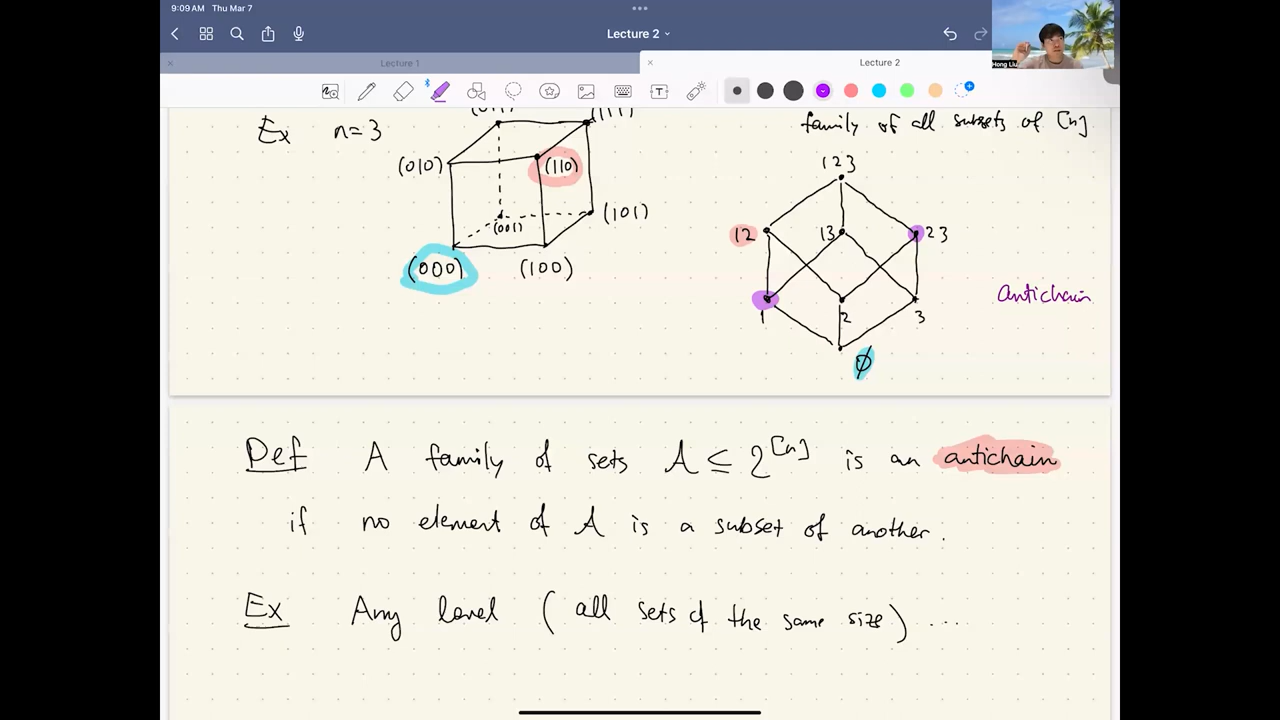 9:09 AM Thu Mar 7
Lecture 2
Lecture 1
Lecture 2
Hong Liu
T
Ex n=3
family of all subsets of [n]
(010)
(110)
(101)
(001)
(000)
(100)
123
12
13
23
1
2
3
∅
antichain
Def A family of sets A ⊆ 2^[n] is an antichain
if no element of A is a subset of another.
Ex Any level (all sets of the same size) ...